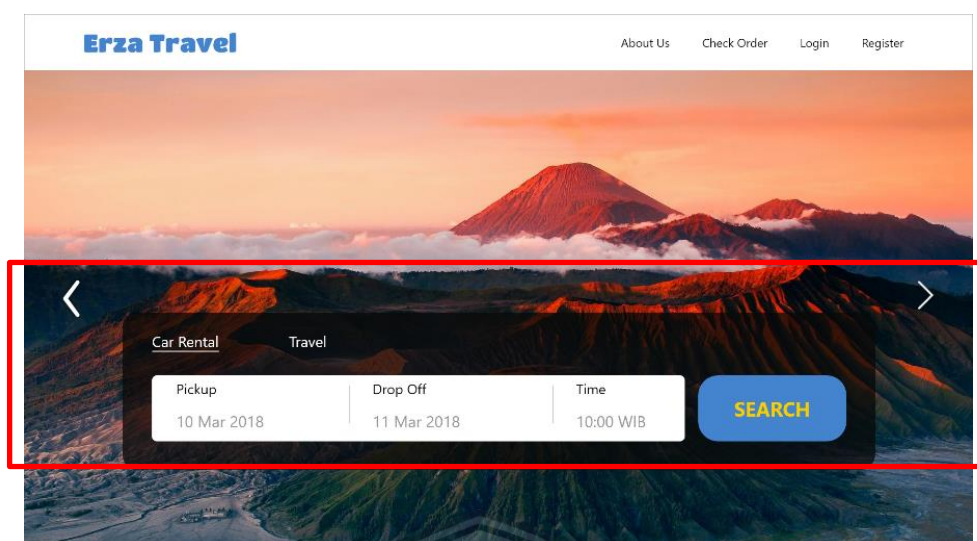 Erza Travel
About Us Check Order Login Register
Car Rental Travel
Pickup Drop Off Time
10 Mar 2018 11 Mar 2018 10:00 WIB
SEARCH